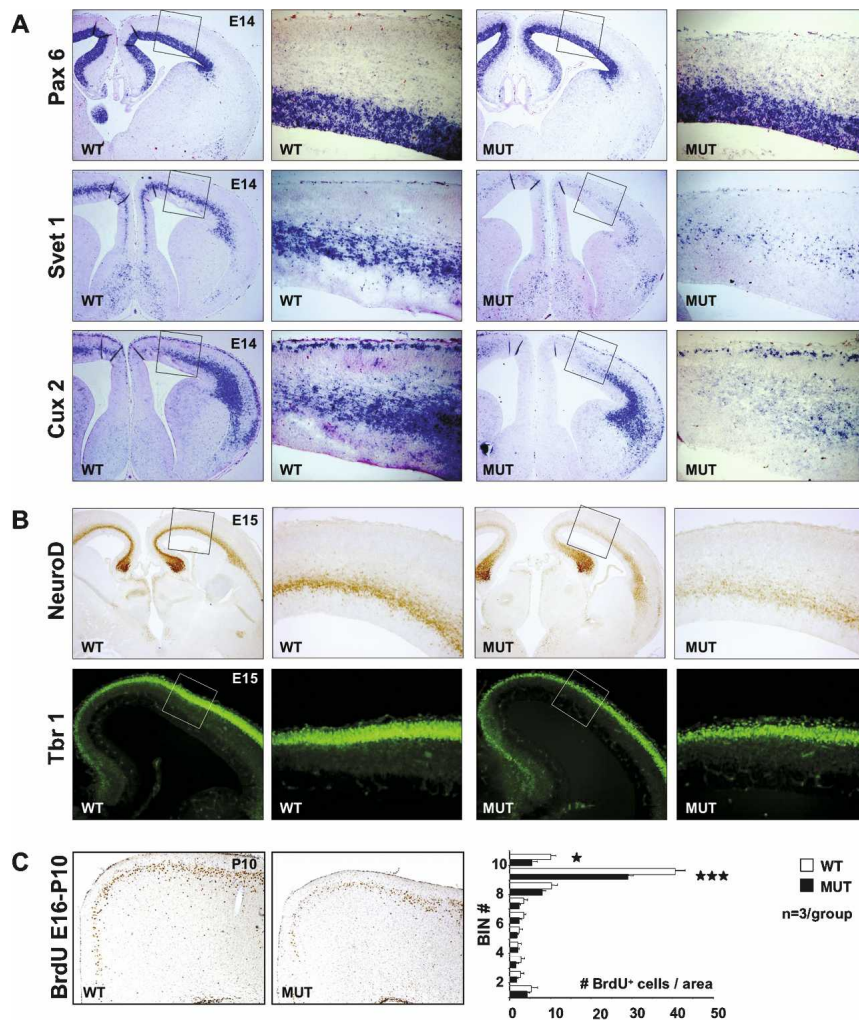 A
Pax 6
E14
WT
WT
MUT
MUT
Svet 1
E14
WT
WT
MUT
MUT
Cux 2
E14
WT
WT
MUT
MUT
B
NeuroD
E15
WT
WT
MUT
MUT
Tbr 1
E15
WT
WT
MUT
MUT
C
BrdU E16-P10
P10
WT
MUT
BIN #
10
8
6
4
2
★
★★★
# BrdU⁺ cells / area
0 10 20 30 40 50
WT
MUT
n=3/group